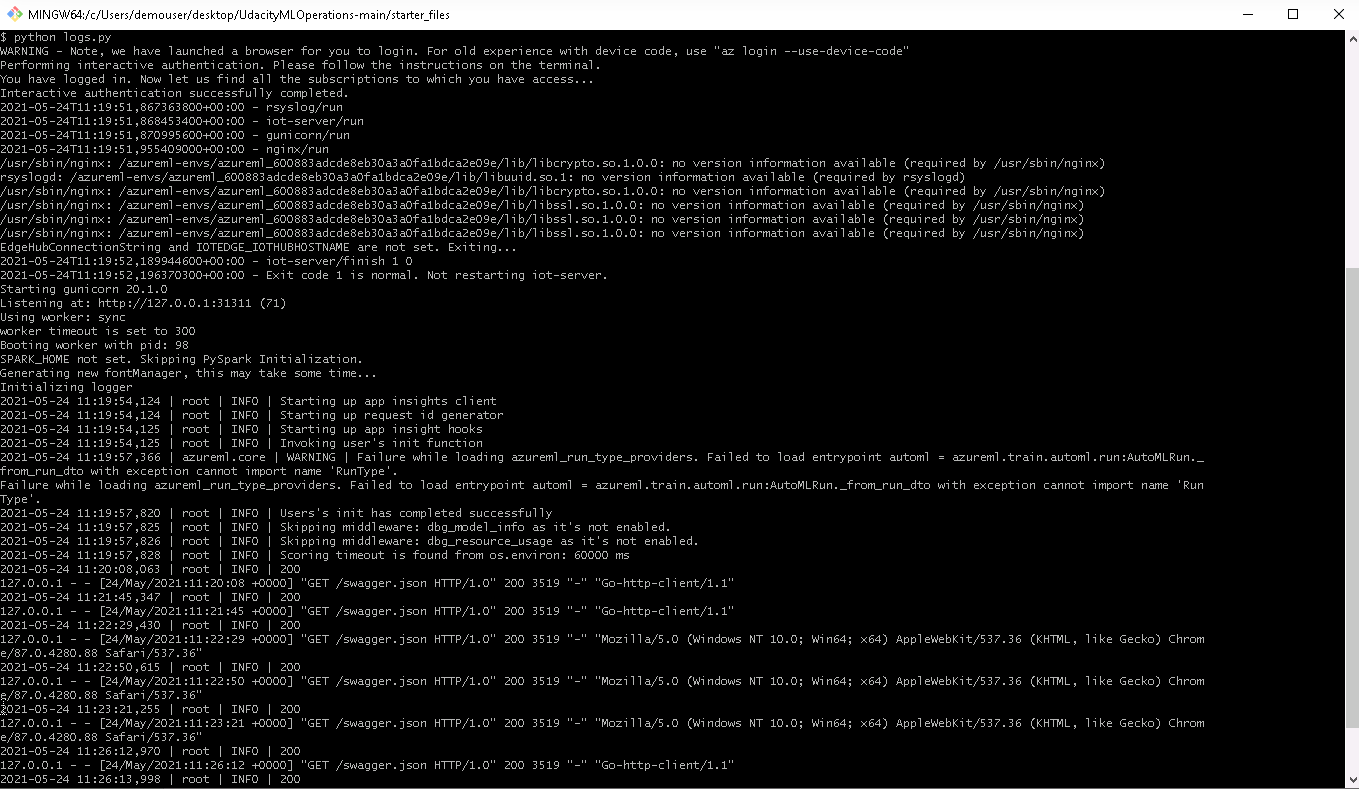 MINGW64:/c/Users/demouser/desktop/UdacityMLOperations-main/starter_files
$ python logs.py
WARNING - Note, we have launched a browser for you to login. For old experience with device code, use "az login --use-device-code"
Performing interactive authentication. Please follow the instructions on the terminal.
You have logged in. Now let us find all the subscriptions to which you have access...
Interactive authentication successfully completed.
2021-05-24T11:19:51,867363800+00:00 - rsyslog/run
2021-05-24T11:19:51,868453400+00:00 - iot-server/run
2021-05-24T11:19:51,870995600+00:00 - gunicorn/run
2021-05-24T11:19:51,955409000+00:00 - nginx/run
/usr/sbin/nginx: /azureml-envs/azureml_600883adcde8eb30a3a0fa1bdca2e09e/lib/libcrypto.so.1.0.0: no version information available (required by /usr/sbin/nginx)
rsyslogd: /azureml-envs/azureml_600883adcde8eb30a3a0fa1bdca2e09e/lib/libuuid.so.1: no version information available (required by rsyslogd)
/usr/sbin/nginx: /azureml-envs/azureml_600883adcde8eb30a3a0fa1bdca2e09e/lib/libcrypto.so.1.0.0: no version information available (required by /usr/sbin/nginx)
/usr/sbin/nginx: /azureml-envs/azureml_600883adcde8eb30a3a0fa1bdca2e09e/lib/libssl.so.1.0.0: no version information available (required by /usr/sbin/nginx)
/usr/sbin/nginx: /azureml-envs/azureml_600883adcde8eb30a3a0fa1bdca2e09e/lib/libssl.so.1.0.0: no version information available (required by /usr/sbin/nginx)
/usr/sbin/nginx: /azureml-envs/azureml_600883adcde8eb30a3a0fa1bdca2e09e/lib/libssl.so.1.0.0: no version information available (required by /usr/sbin/nginx)
EdgeHubConnectionString and IOTEDGE_IOTHUBHOSTNAME are not set. Exiting...
2021-05-24T11:19:52,189944600+00:00 - iot-server/finish 1 0
2021-05-24T11:19:52,196370300+00:00 - Exit code 1 is normal. Not restarting iot-server.
Starting gunicorn 20.1.0
Listening at: http://127.0.0.1:31311 (71)
Using worker: sync
worker timeout is set to 300
Booting worker with pid: 98
SPARK_HOME not set. Skipping PySpark Initialization.
Generating new fontManager, this may take some time...
Initializing logger
2021-05-24 11:19:54,124 | root | INFO | Starting up app insights client
2021-05-24 11:19:54,124 | root | INFO | Starting up request id generator
2021-05-24 11:19:54,125 | root | INFO | Starting up app insight hooks
2021-05-24 11:19:54,125 | root | INFO | Invoking user's init function
2021-05-24 11:19:57,366 | azureml.core | WARNING | Failure while loading azureml_run_type_providers. Failed to load entrypoint automl = azureml.train.automl.run:AutoMLRun._
from_run_dto with exception cannot import name 'RunType'.
Failure while loading azureml_run_type_providers. Failed to load entrypoint automl = azureml.train.automl.run:AutoMLRun._from_run_dto with exception cannot import name 'Run
Type'.
2021-05-24 11:19:57,820 | root | INFO | Users's init has completed successfully
2021-05-24 11:19:57,825 | root | INFO | Skipping middleware: dbg_model_info as it's not enabled.
2021-05-24 11:19:57,826 | root | INFO | Skipping middleware: dbg_resource_usage as it's not enabled.
2021-05-24 11:19:57,828 | root | INFO | Scoring timeout is found from os.environ: 60000 ms
2021-05-24 11:20:08,063 | root | INFO | 200
127.0.0.1 - - [24/May/2021:11:20:08 +0000] "GET /swagger.json HTTP/1.0" 200 3519 "-" "Go-http-client/1.1"
2021-05-24 11:21:45,347 | root | INFO | 200
127.0.0.1 - - [24/May/2021:11:21:45 +0000] "GET /swagger.json HTTP/1.0" 200 3519 "-" "Go-http-client/1.1"
2021-05-24 11:22:29,430 | root | INFO | 200
127.0.0.1 - - [24/May/2021:11:22:29 +0000] "GET /swagger.json HTTP/1.0" 200 3519 "-" "Mozilla/5.0 (Windows NT 10.0; Win64; x64) AppleWebKit/537.36 (KHTML, like Gecko) Chrom
e/87.0.4280.88 Safari/537.36"
2021-05-24 11:22:50,615 | root | INFO | 200
127.0.0.1 - - [24/May/2021:11:22:50 +0000] "GET /swagger.json HTTP/1.0" 200 3519 "-" "Mozilla/5.0 (Windows NT 10.0; Win64; x64) AppleWebKit/537.36 (KHTML, like Gecko) Chrom
e/87.0.4280.88 Safari/537.36"
2021-05-24 11:23:21,255 | root | INFO | 200
127.0.0.1 - - [24/May/2021:11:23:21 +0000] "GET /swagger.json HTTP/1.0" 200 3519 "-" "Mozilla/5.0 (Windows NT 10.0; Win64; x64) AppleWebKit/537.36 (KHTML, like Gecko) Chrom
e/87.0.4280.88 Safari/537.36"
2021-05-24 11:26:12,970 | root | INFO | 200
127.0.0.1 - - [24/May/2021:11:26:12 +0000] "GET /swagger.json HTTP/1.0" 200 3519 "-" "Go-http-client/1.1"
2021-05-24 11:26:13,998 | root | INFO | 200